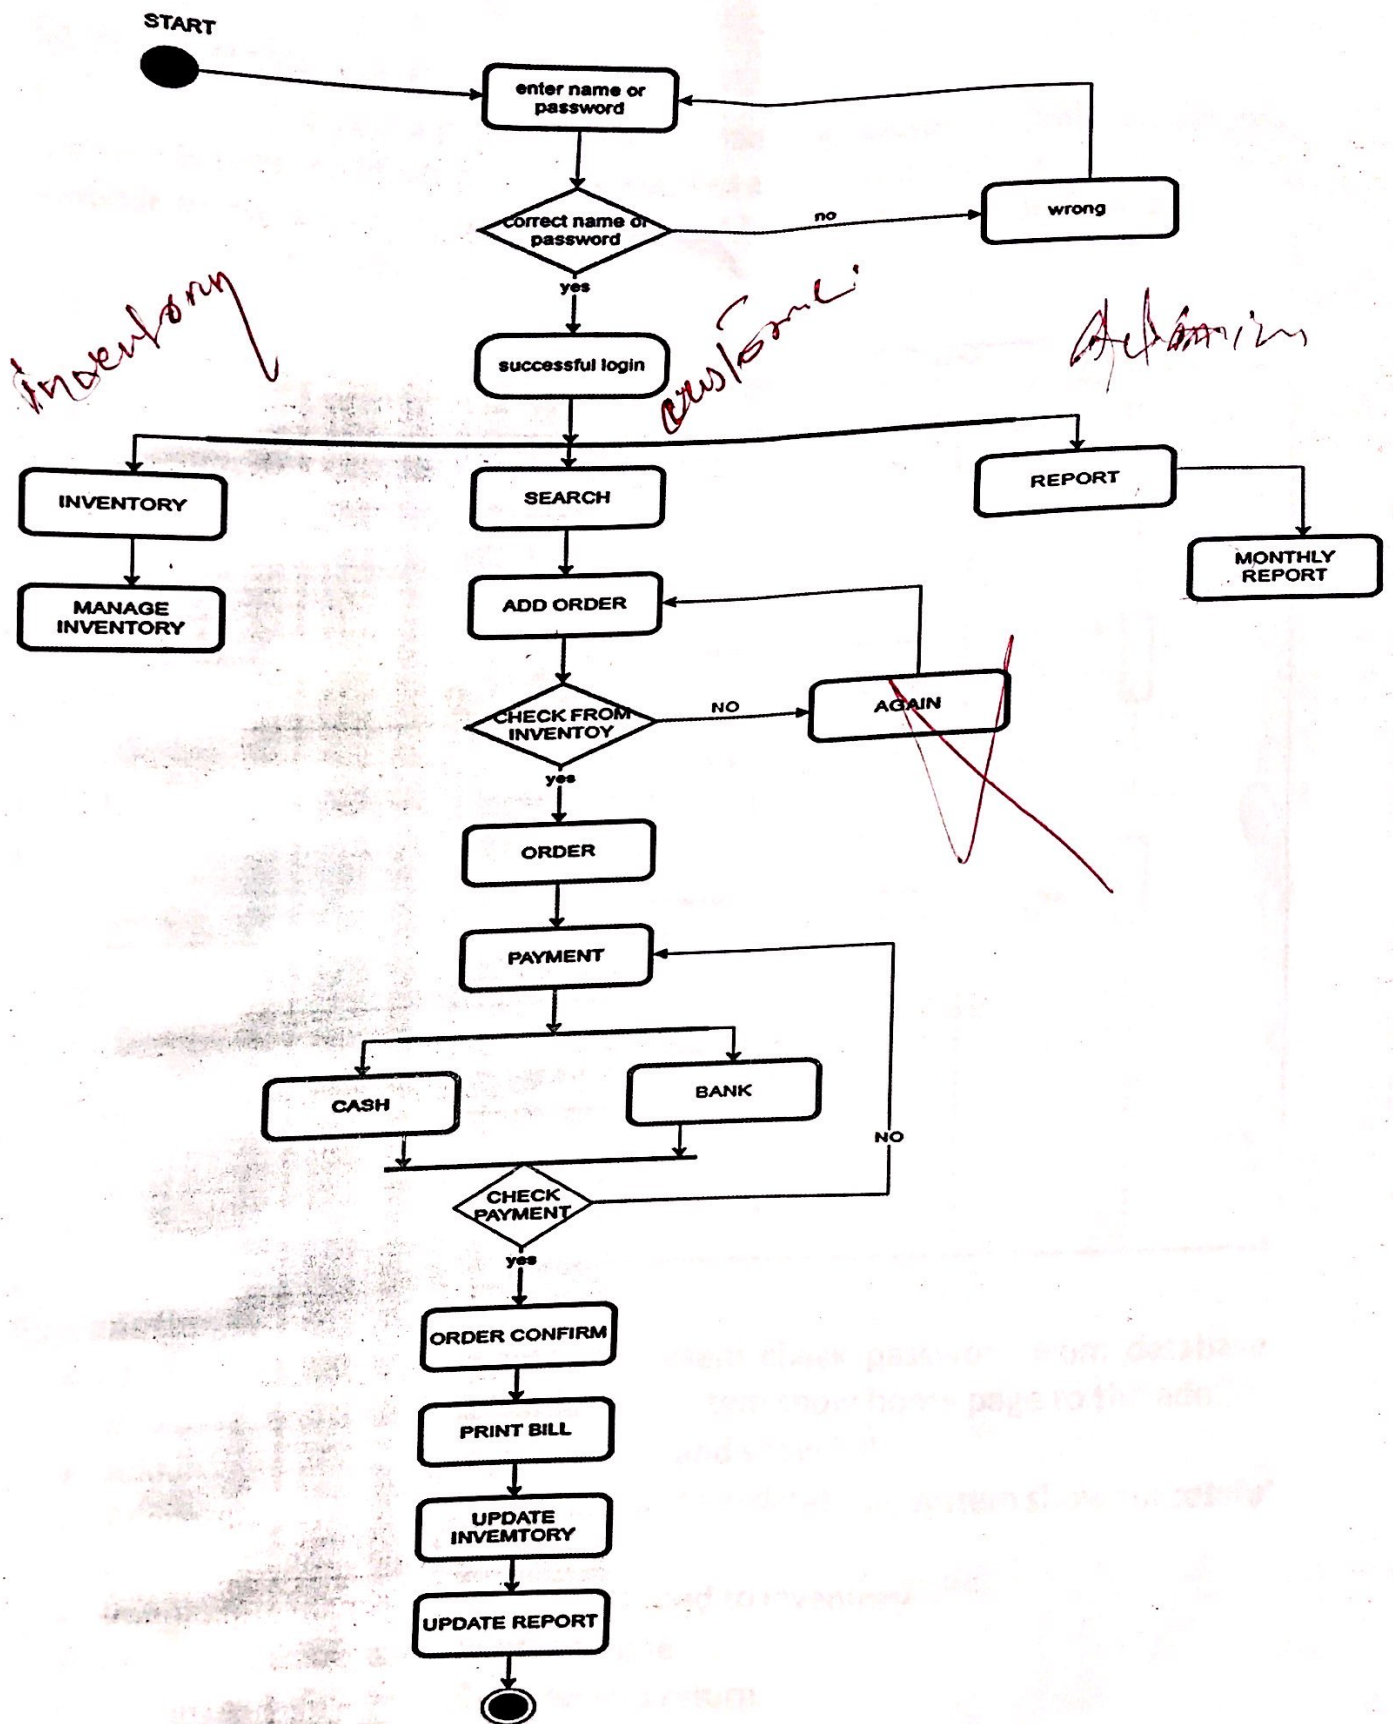 START
enter name or
password
correct name or
password
no
wrong
yes
inventory
successful login
INVENTORY
SEARCH
REPORT
MANAGE
INVENTORY
ADD ORDER
MONTHLY
REPORT
CHECK FROM
INVENTOY
NO
AGAIN
yes
ORDER
PAYMENT
CASH
BANK
NO
CHECK
PAYMENT
yes
ORDER CONFIRM
PRINT BILL
UPDATE
INVEMTORY
UPDATE REPORT